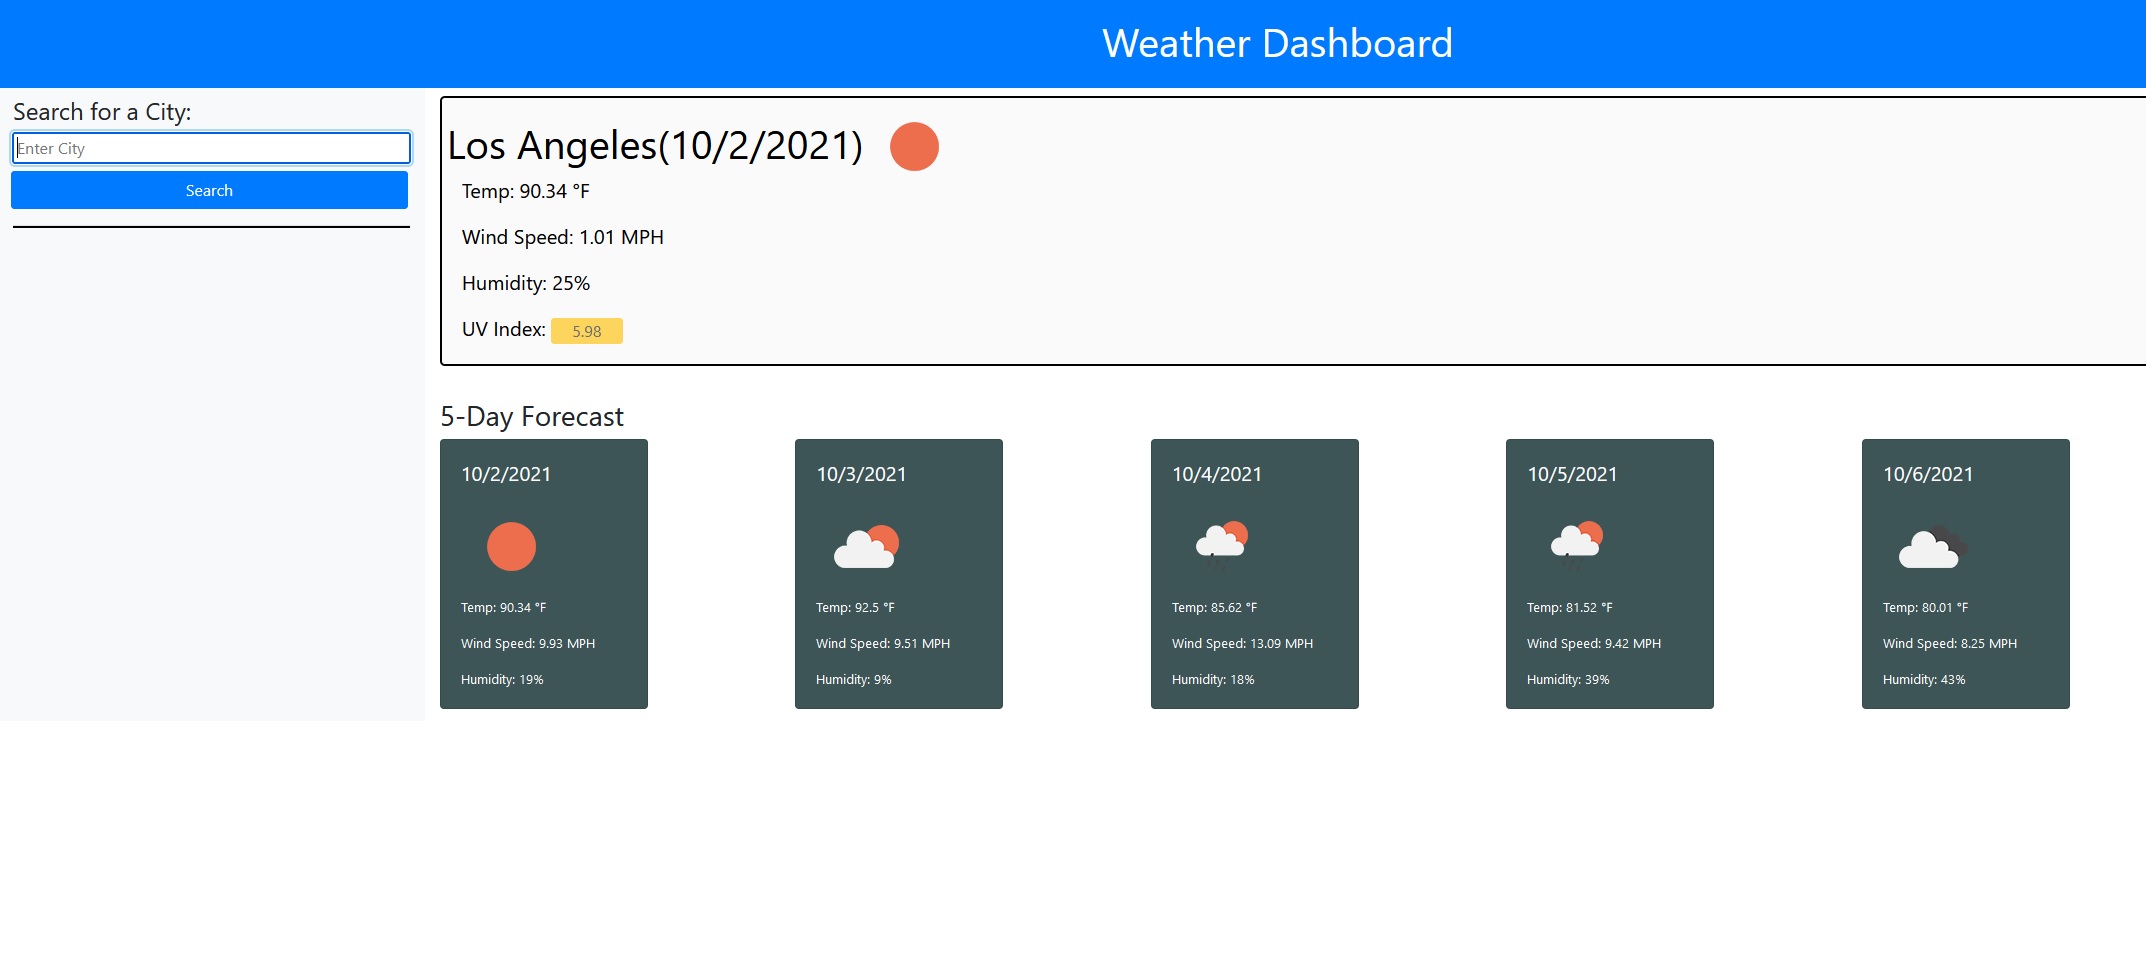 Weather Dashboard
Search for a City:
Enter City
Search
Los Angeles(10/2/2021)
Temp: 90.34 °F
Wind Speed: 1.01 MPH
Humidity: 25%
UV Index: 5.98
5-Day Forecast
10/2/2021
Temp: 90.34 °F
Wind Speed: 9.93 MPH
Humidity: 19%
10/3/2021
Temp: 92.5 °F
Wind Speed: 9.51 MPH
Humidity: 9%
10/4/2021
Temp: 85.62 °F
Wind Speed: 13.09 MPH
Humidity: 18%
10/5/2021
Temp: 81.52 °F
Wind Speed: 9.42 MPH
Humidity: 39%
10/6/2021
Temp: 80.01 °F
Wind Speed: 8.25 MPH
Humidity: 43%